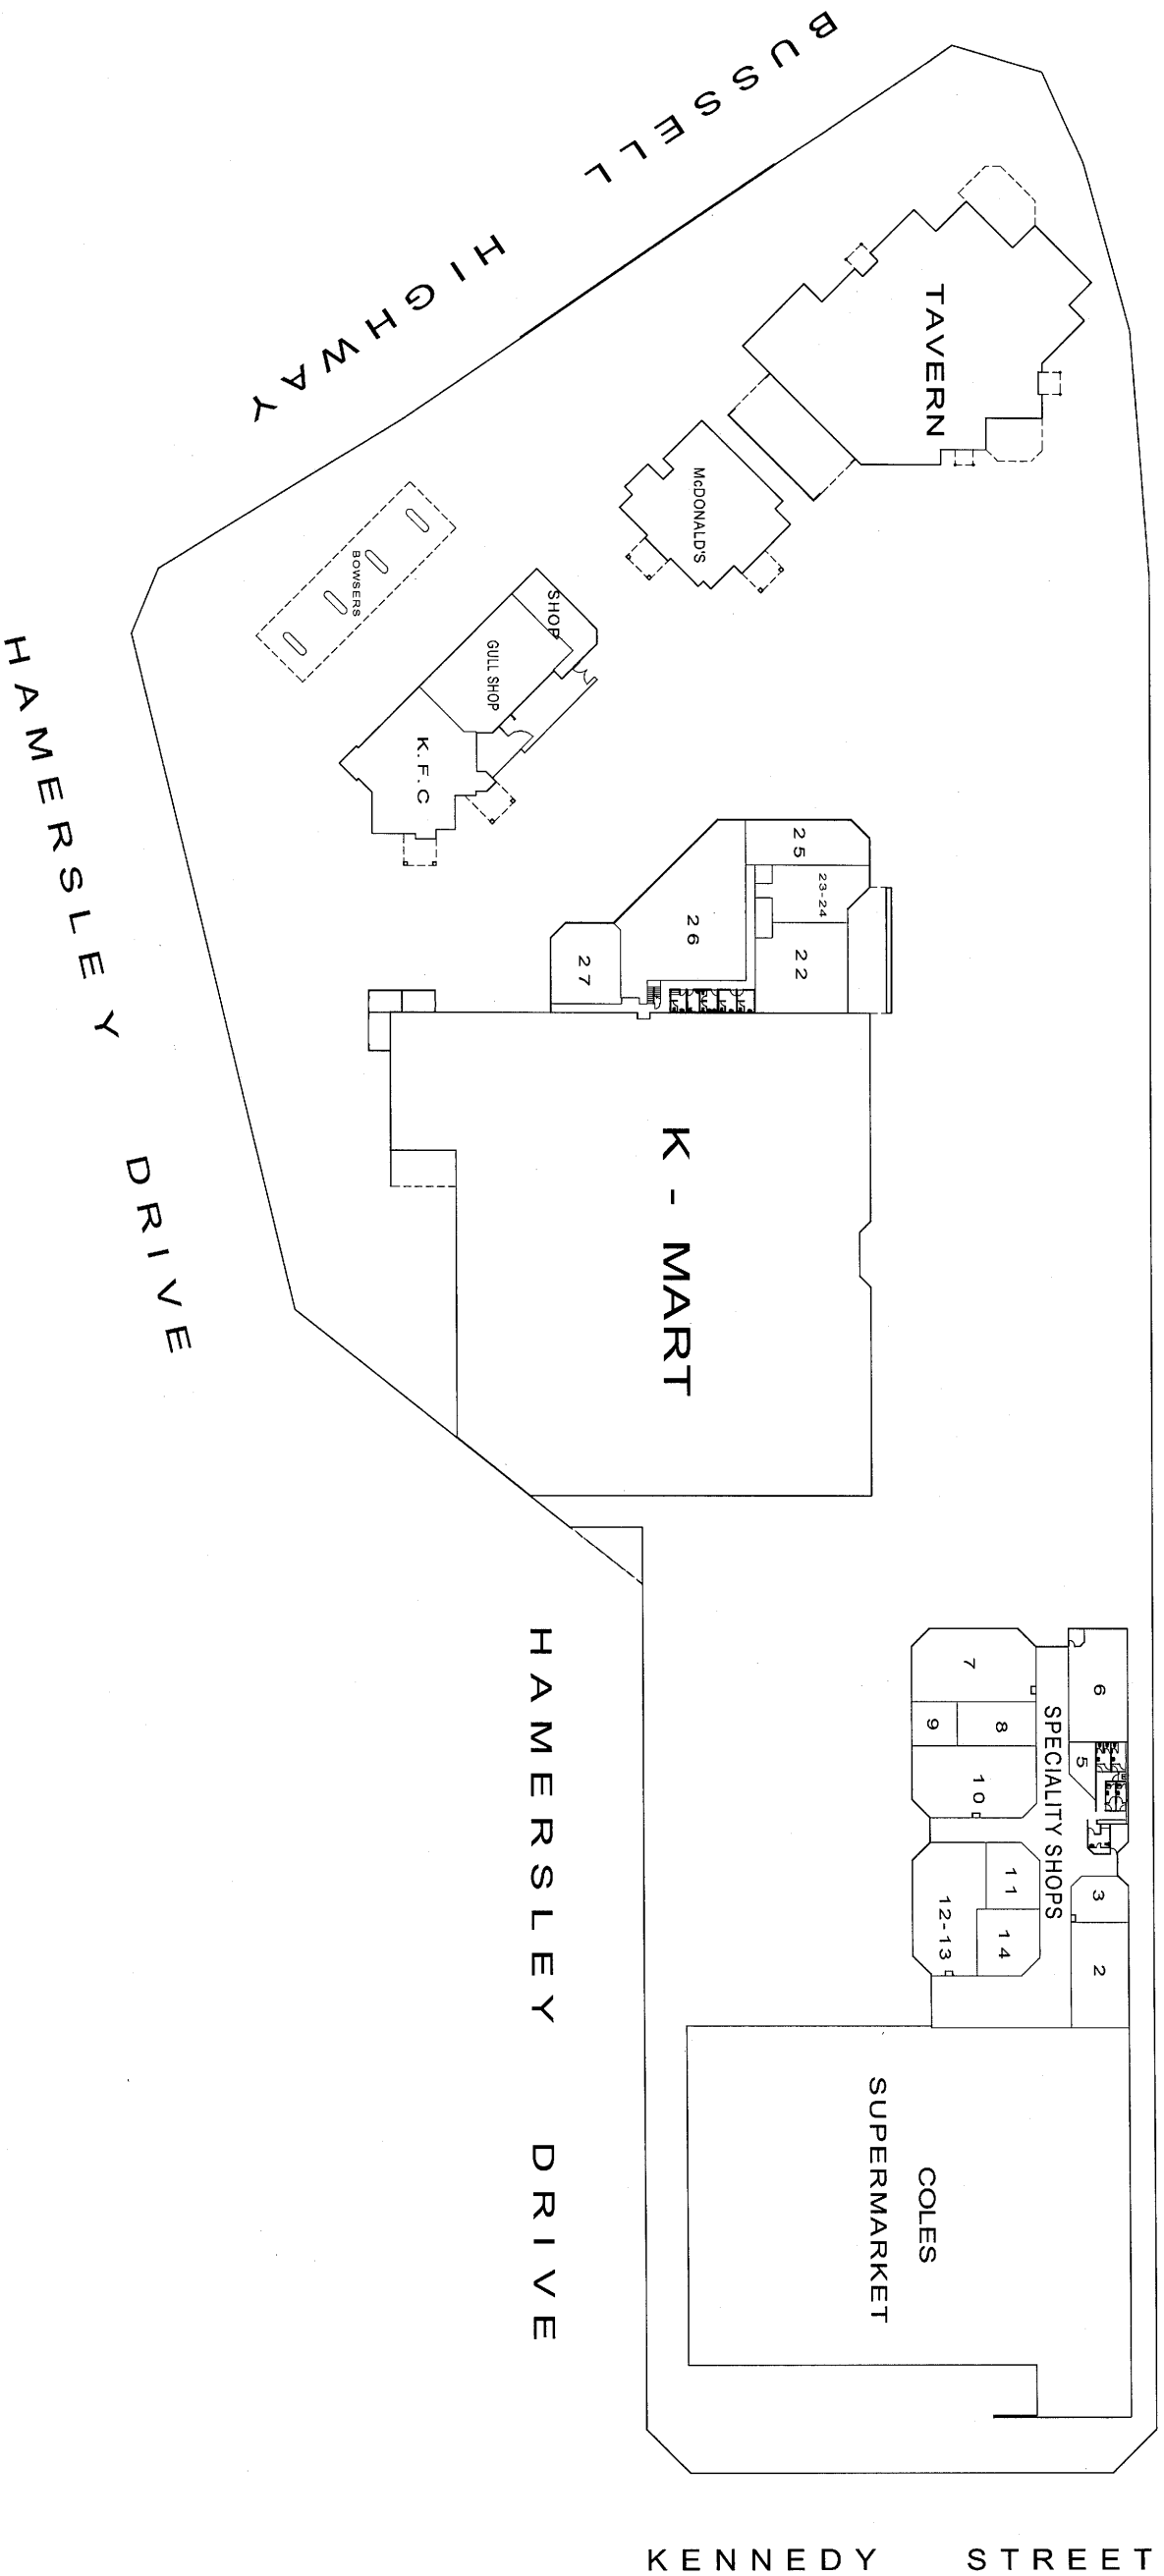 BUSSELL HIGHWAY
TAVERN
McDONALD'S
BOWSERS
SHOP
GULL SHOP
K.F.C
HAMERSLEY DRIVE
25
23-24
26
22
27
K - MART
HAMERSLEY DRIVE
7
6
9
8
5
10
SPECIALITY SHOPS
11
3
12-13
14
2
COLES
SUPERMARKET
KENNEDY STREET